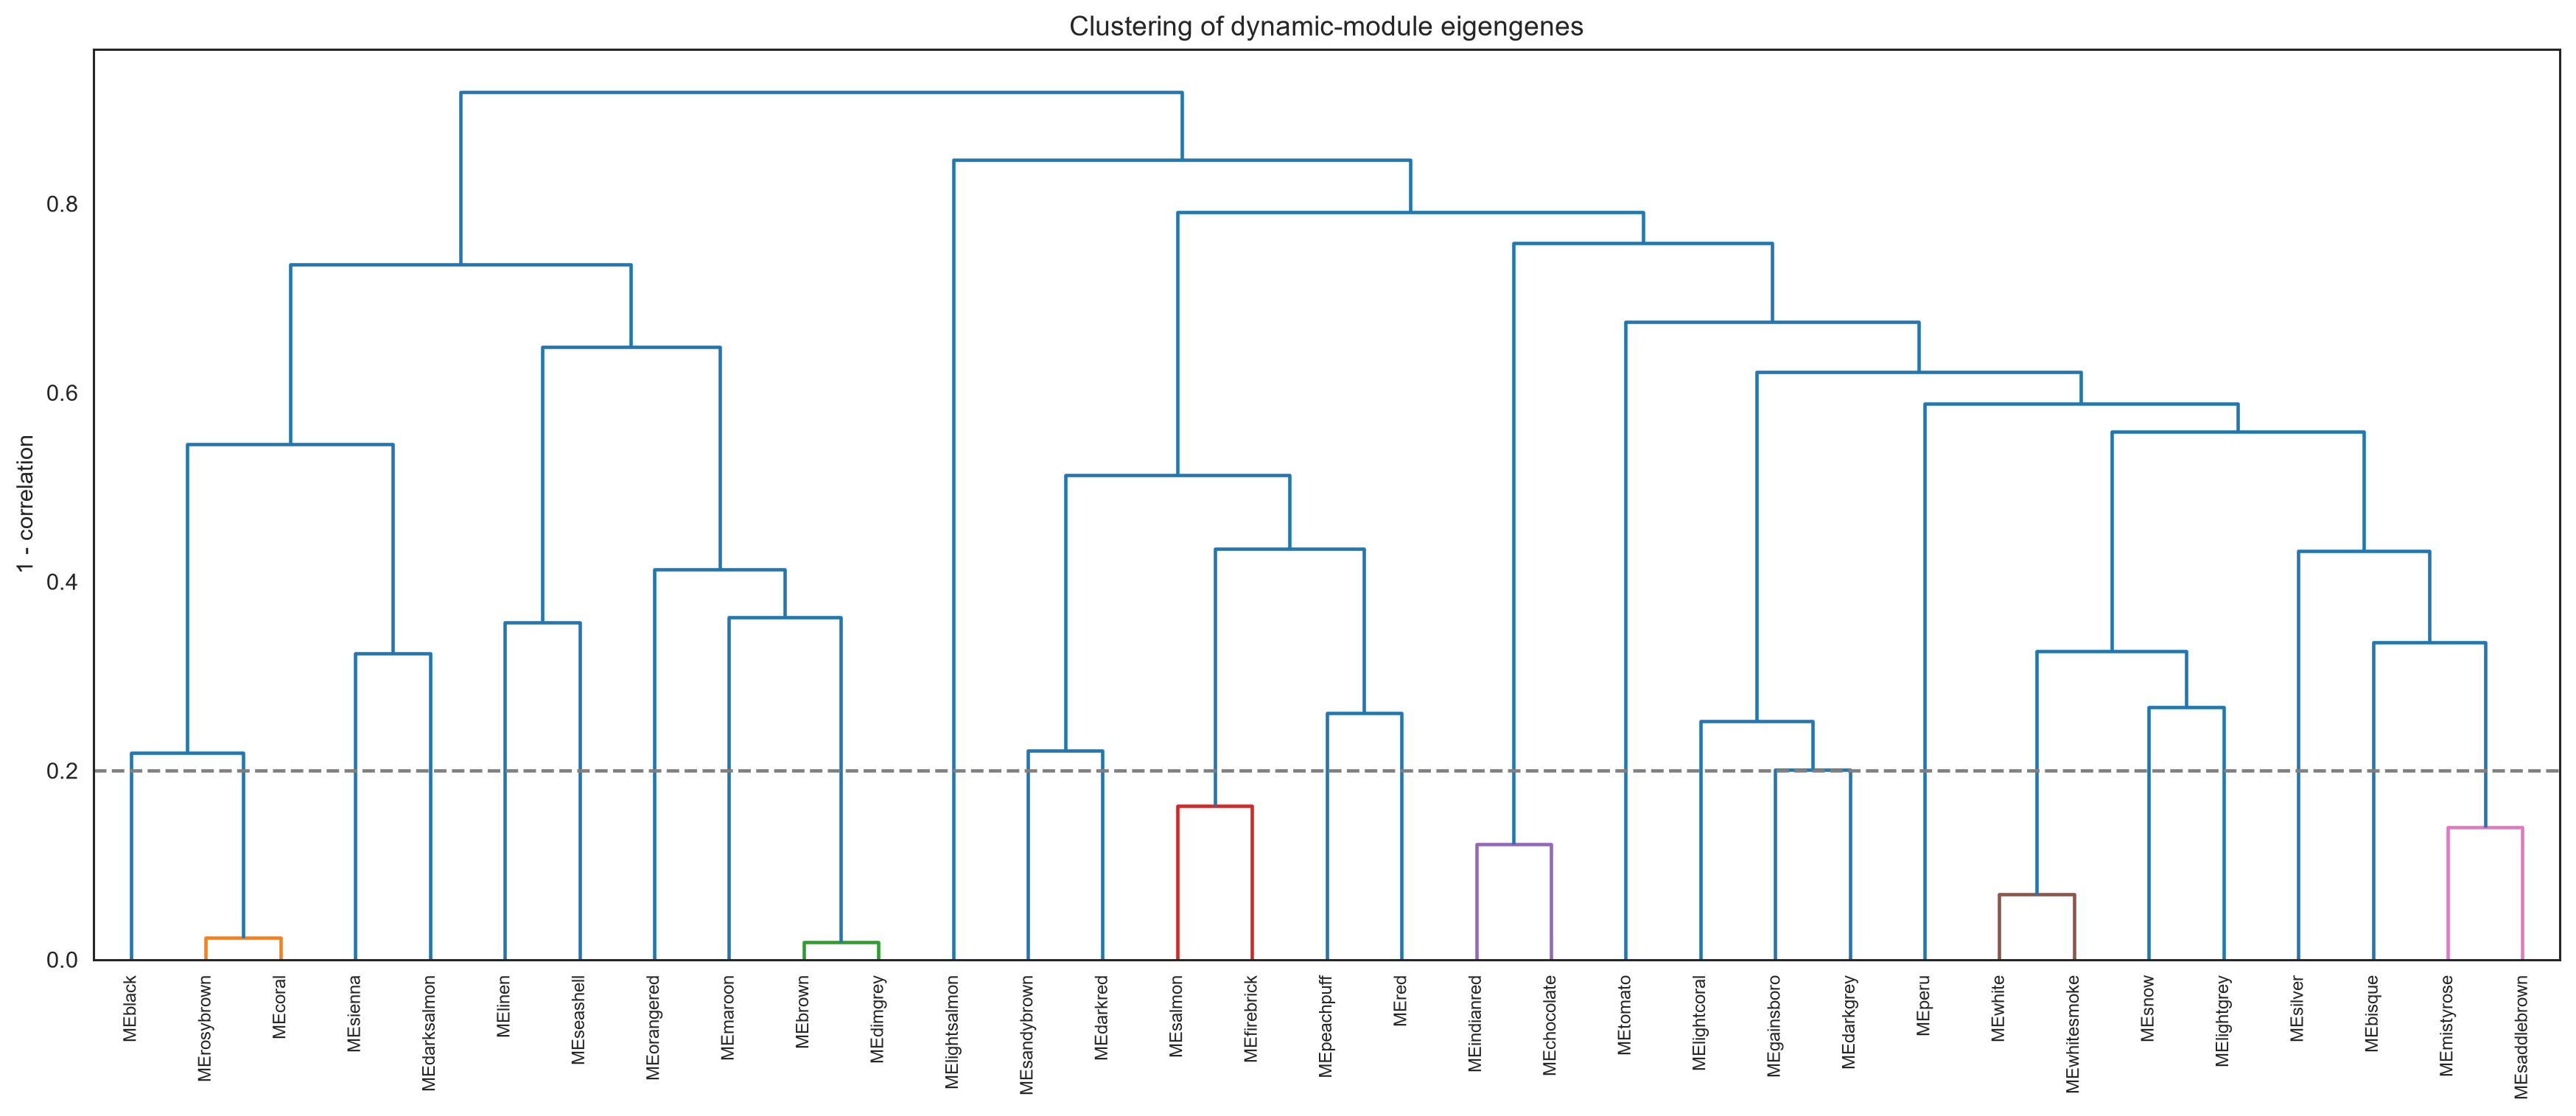 Clustering of dynamic-module eigengenes
1 - correlation
0.8
0.6
0.4
0.2
0.0
MEblack
MErosybrown
MEcoral
MEsienna
MEdarksalmon
MElinen
MEseashell
MEorangered
MEmaroon
MEbrown
MEdimgrey
MElightsalmon
MEsandybrown
MEdarkred
MEsalmon
MEfirebrick
MEpeachpuff
MEred
MEindianred
MEchocolate
MEtomato
MElightcoral
MEgainsboro
MEdarkgrey
MEperu
MEwhite
MEwhitesmoke
MEsnow
MElightgrey
MEsilver
MEbisque
MEmistyrose
MEsaddlebrown